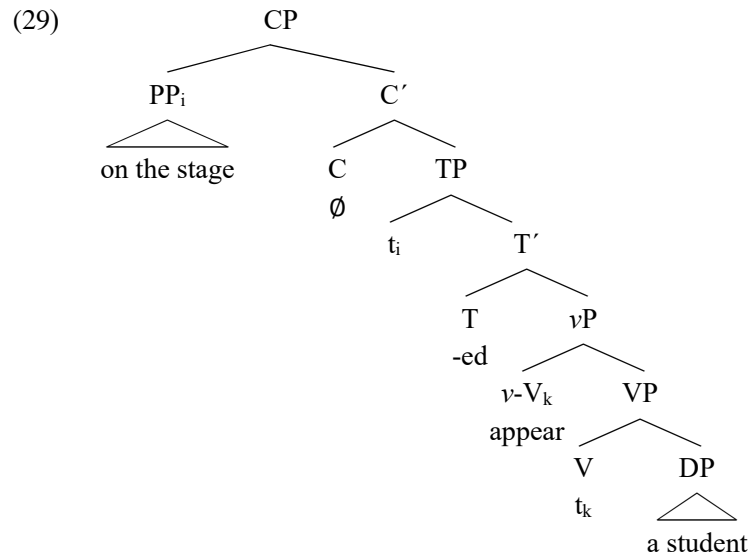 (29) CP
PPi C´
on the stage C TP
∅
ti T´
T vP
-ed
v-Vk VP
appear
V DP
tk
a student